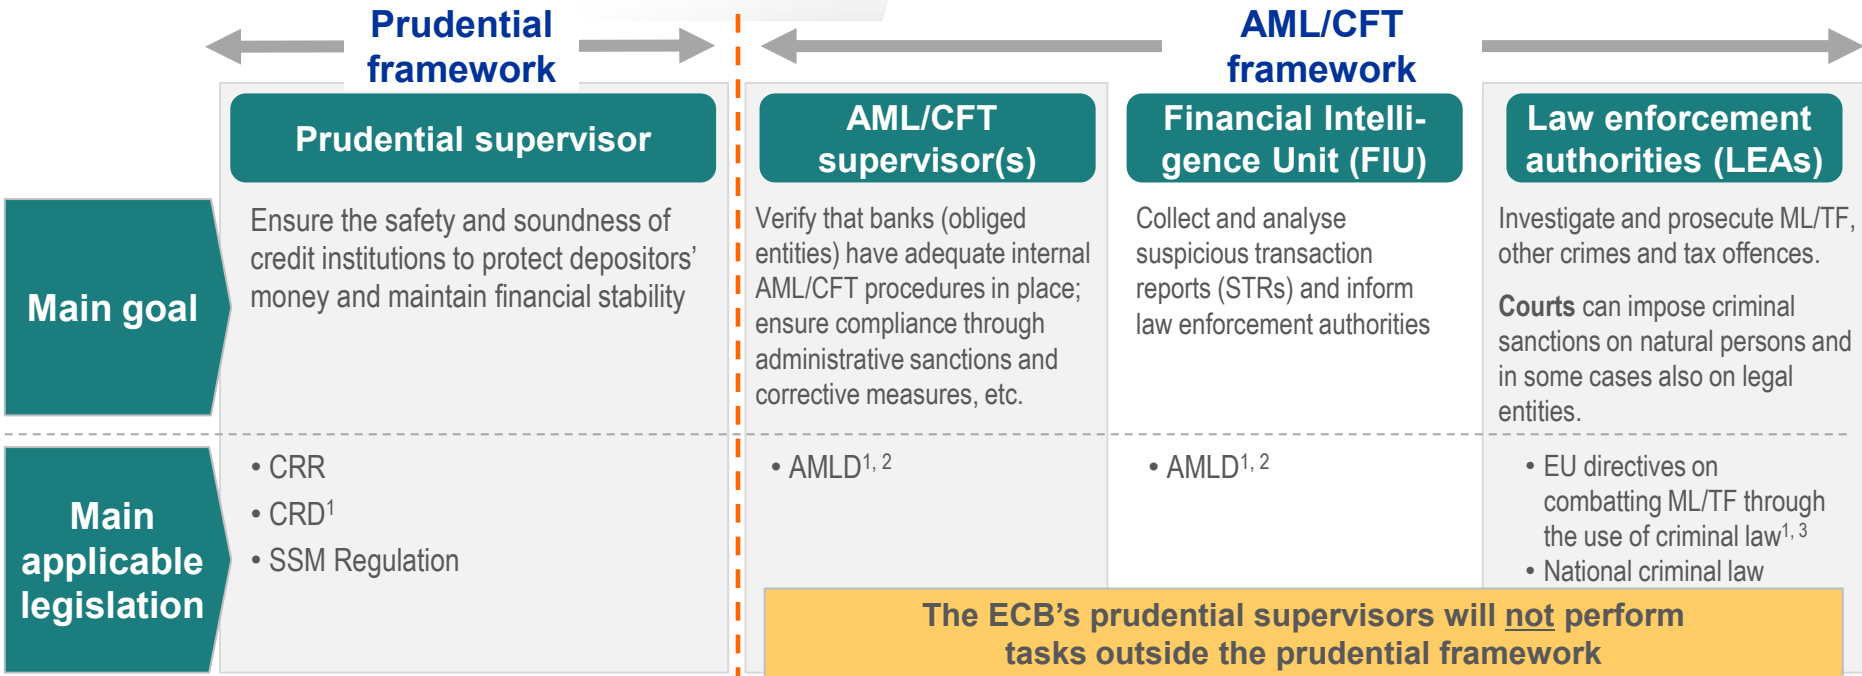 Prudential
framework
AML/CFT
framework
Prudential supervisor
AML/CFT
supervisor(s)
Financial Intelli-
gence Unit (FIU)
Law enforcement
authorities (LEAs)
Main goal
Ensure the safety and soundness of
credit institutions to protect depositors’
money and maintain financial stability
Verify that banks (obliged
entities) have adequate internal
AML/CFT procedures in place;
ensure compliance through
administrative sanctions and
corrective measures, etc.
Collect and analyse
suspicious transaction
reports (STRs) and inform
law enforcement authorities
Investigate and prosecute ML/TF,
other crimes and tax offences.
Courts can impose criminal
sanctions on natural persons and
in some cases also on legal
entities.
Main
applicable
legislation
• CRR
• CRD¹
• SSM Regulation
• AMLD¹, ²
• AMLD¹, ²
• EU directives on
combatting ML/TF through
the use of criminal law¹, ³
• National criminal law
The ECB’s prudential supervisors will not perform
tasks outside the prudential framework